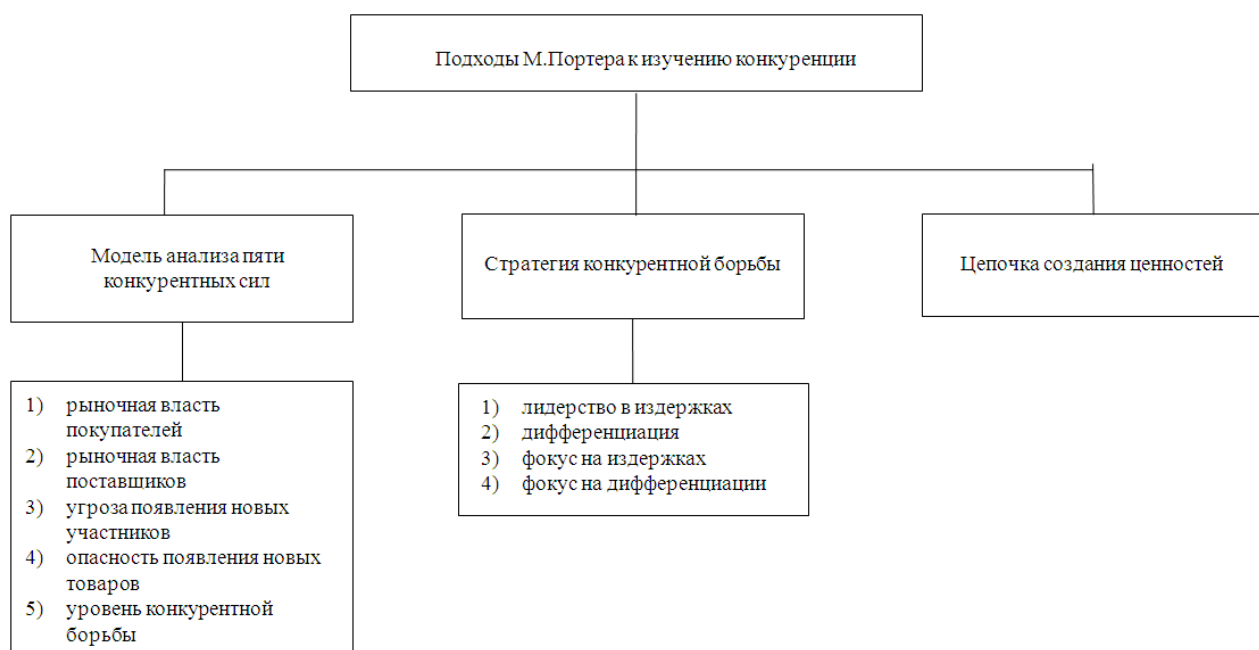 Подходы М.Портера к изучению конкуренции
Модель анализа пяти
конкурентных сил
Стратегия конкурентной борьбы
Цепочка создания ценностей
1) рыночная власть
покупателей
2) рыночная власть
поставщиков
3) угроза появления новых
участников
4) опасность появления новых
товаров
5) уровень конкурентной
борьбы
1) лидерство в издержках
2) дифференциация
3) фокус на издержках
4) фокус на дифференциации